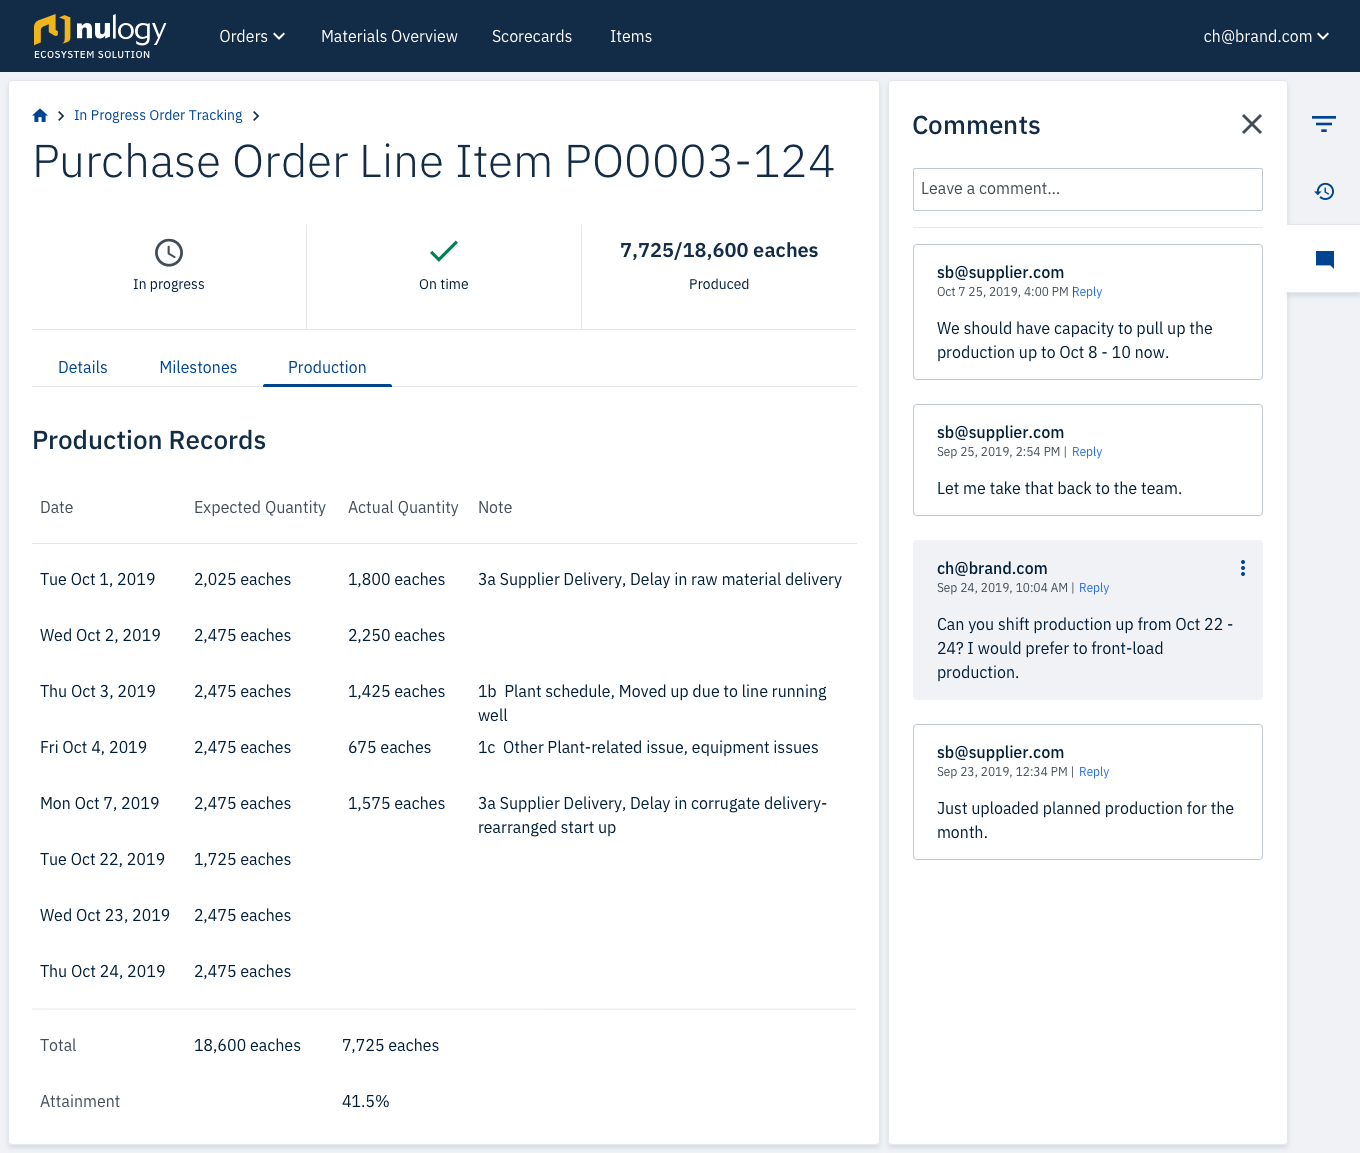 nulogy
ECOSYSTEM SOLUTION
Orders
Materials Overview
Scorecards
Items
ch@brand.com
In Progress Order Tracking
Purchase Order Line Item PO0003-124
In progress
On time
7,725/18,600 eaches
Produced
Details
Milestones
Production
Production Records
Date Expected Quantity Actual Quantity Note
Tue Oct 1, 2019 2,025 eaches 1,800 eaches 3a Supplier Delivery, Delay in raw material delivery
Wed Oct 2, 2019 2,475 eaches 2,250 eaches
Thu Oct 3, 2019 2,475 eaches 1,425 eaches 1b  Plant schedule, Moved up due to line running
well
Fri Oct 4, 2019 2,475 eaches 675 eaches 1c  Other Plant-related issue, equipment issues
Mon Oct 7, 2019 2,475 eaches 1,575 eaches 3a Supplier Delivery, Delay in corrugate delivery-
rearranged start up
Tue Oct 22, 2019 1,725 eaches
Wed Oct 23, 2019 2,475 eaches
Thu Oct 24, 2019 2,475 eaches
Total 18,600 eaches 7,725 eaches
Attainment 41.5%
Comments
Leave a comment...
sb@supplier.com
Oct 7 25, 2019, 4:00 PM Reply
We should have capacity to pull up the
production up to Oct 8 - 10 now.
sb@supplier.com
Sep 25, 2019, 2:54 PM | Reply
Let me take that back to the team.
ch@brand.com
Sep 24, 2019, 10:04 AM | Reply
Can you shift production up from Oct 22 -
24? I would prefer to front-load
production.
sb@supplier.com
Sep 23, 2019, 12:34 PM | Reply
Just uploaded planned production for the
month.